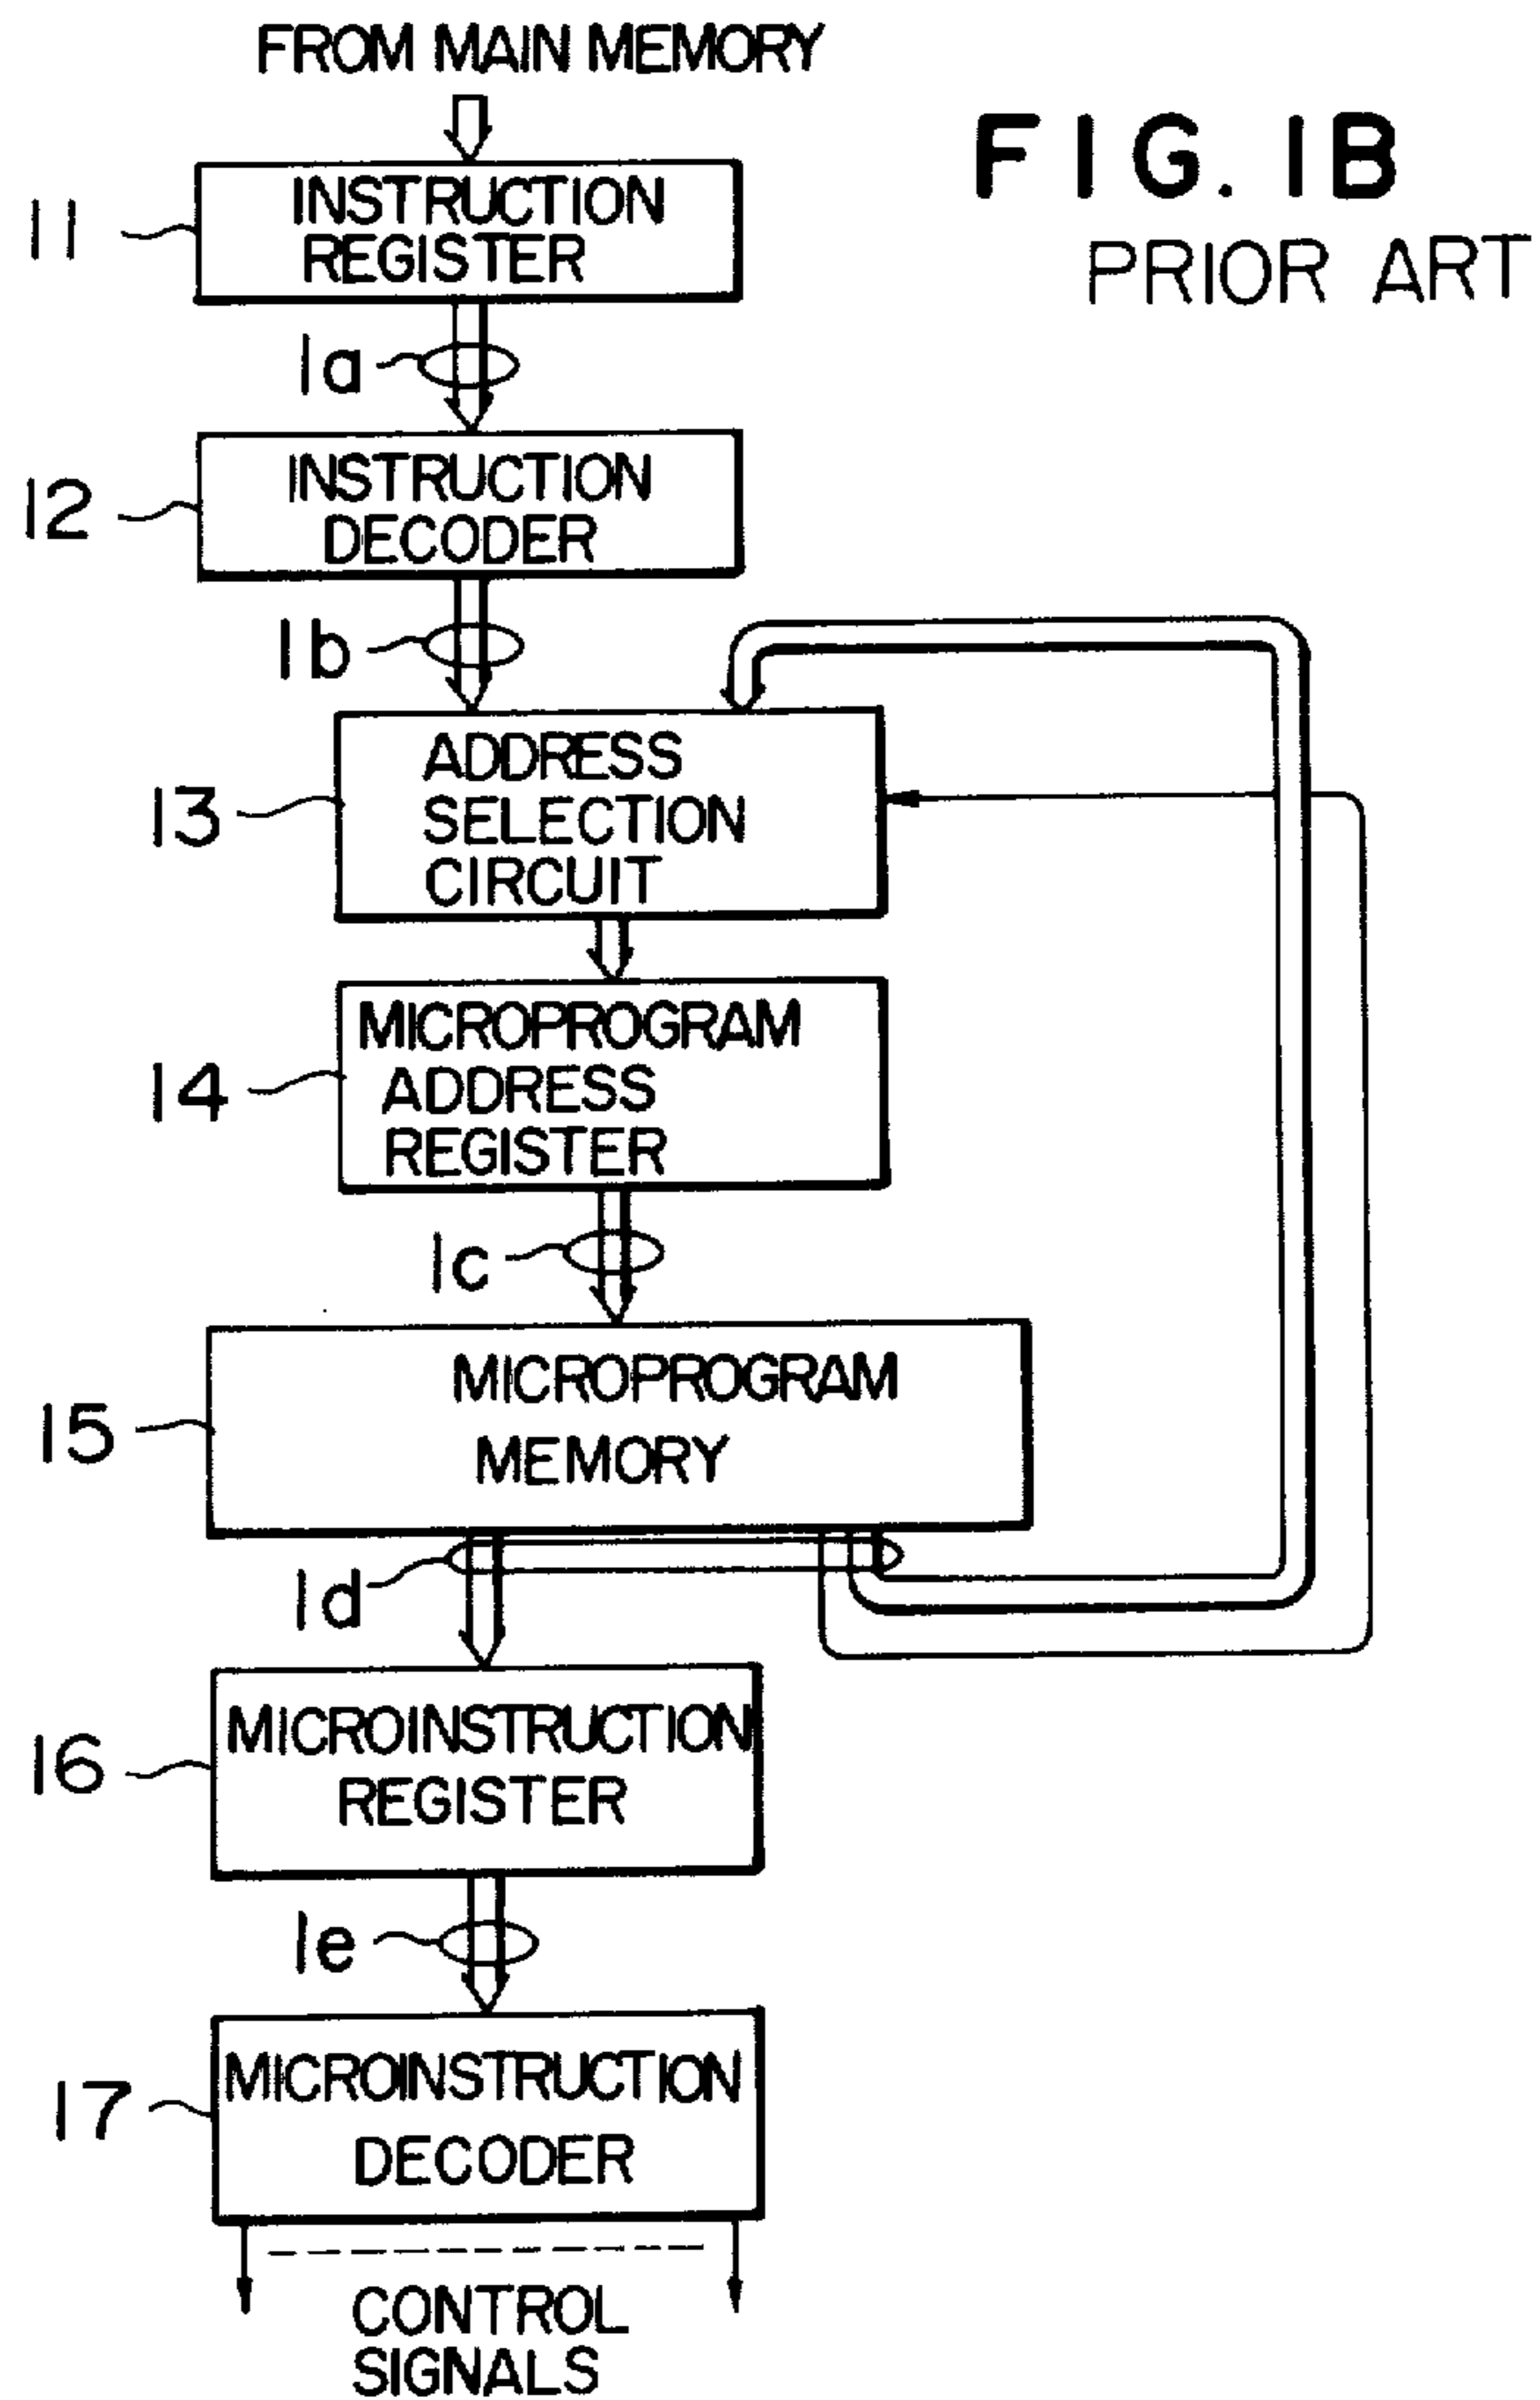 FROM MAIN MEMORY
FIG. 1B
PRIOR ART
11
INSTRUCTION
REGISTER
1a
12
INSTRUCTION
DECODER
1b
13
ADDRESS
SELECTION
CIRCUIT
14
MICROPROGRAM
ADDRESS
REGISTER
1c
15
MICROPROGRAM
MEMORY
1d
16
MICROINSTRUCTION
REGISTER
1e
17
MICROINSTRUCTION
DECODER
CONTROL
SIGNALS